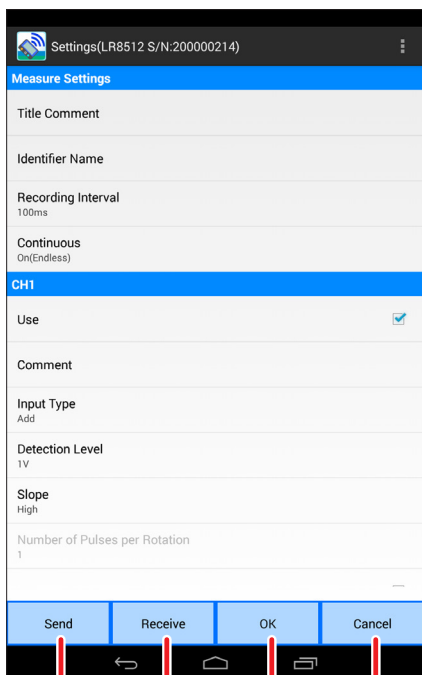 Settings(LR8512 S/N:200000214)
Measure Settings
Title Comment
Identifier Name
Recording Interval
100ms
Continuous
On(Endless)
CH1
Use
Comment
Input Type
Add
Detection Level
1V
Slope
High
Number of Pulses per Rotation
1
Send
Receive
OK
Cancel